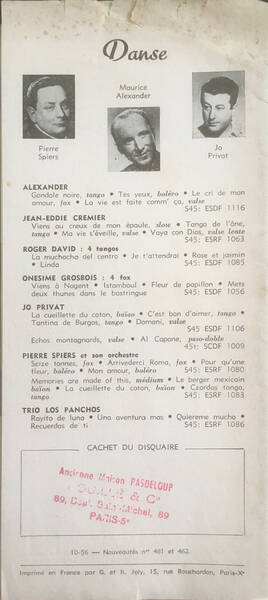 Danse
Maurice
Alexander
Pierre
Spiers
Jo
Privat
ALEXANDER
Gondole noire, tango • Tes yeux, boléro • Le cri de mon
amour, fox • La vie est faite comm' ça, valse
S45: ESDF 1116
JEAN-EDDIE CREMIER
Viens au creux de mon épaule, slow • Tango de l'âne,
tango • Ma vie s'éveille, valse • Vaya con Dias, valse lente
S45: ESRF 1063
ROGER DAVID : 4 tangos
La muchacha del centro • Je t'attendrai • Rose et jasmin
• Linda S45: ESDF 1085
ONESIME GROSBOIS : 4 fox
Viens à Nogent • Istamboul • Fleur de papillon • Mets
deux thunes dans le bastringue S45: ESDF 1056
JO PRIVAT
La cueillette du coton, baïao • C'est bon d'aimer, tango •
Tantina de Burgos, tango • Domani, valse
S45 ESDF 1106
Echos montagnards, valse • Al Capone, paso-doble
45t: SCDF 1009
PIERRE SPIERS et son orchestre
Seize tonnes, fox • Arrivederci Roma, fox • Pour qu'une
fleur, boléro • Mon amour, boléro S45: ESRF 1080
Memories are made of this, médium • Le berger mexicain
baïon • La cueillette du coton, baïon • Czardas tango,
tango S45: ESRF 1083
TRIO LOS PANCHOS
Rayito de luna • Una aventura mas • Quiereme mucho •
Recuerdos de ti S45: ESRF 1086
CACHET DU DISQUAIRE
Ancienne Maison PASDELOUP
& Cie
89, Boul. Saint-Michel, 89
PARIS-5e
10-56 — Nouveautés nos 461 et 462.
Imprimé en France par G. et R. Joly, 15, rue Bouchardon, Paris-Xe